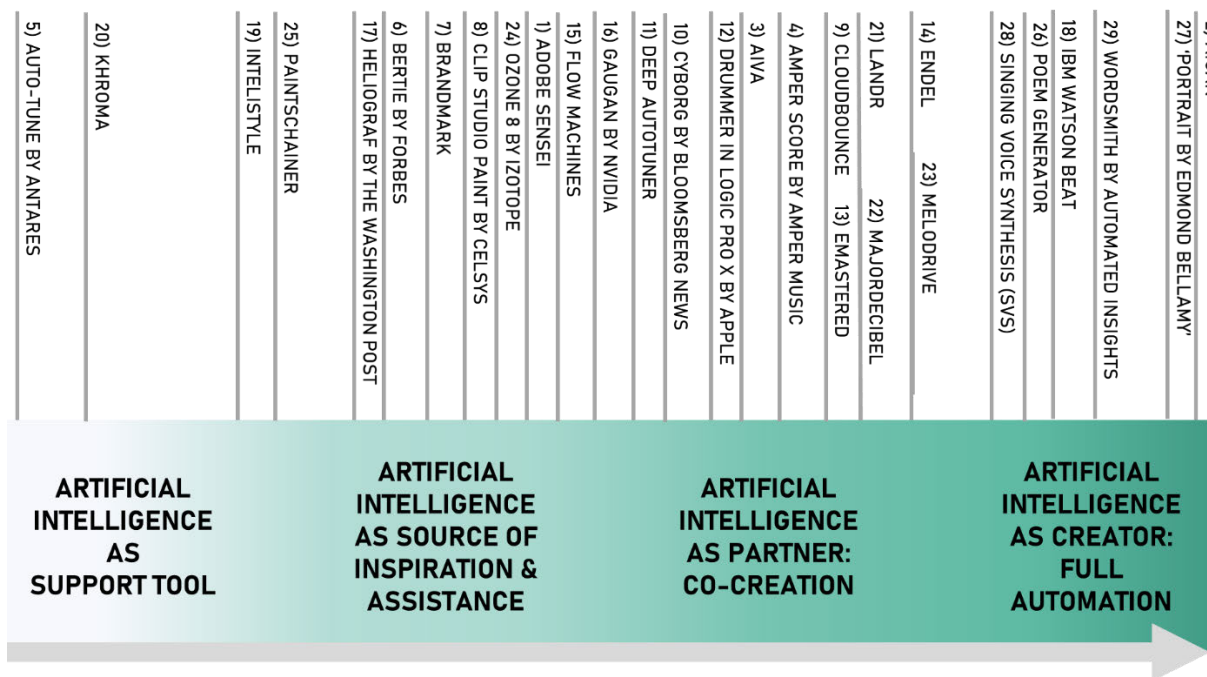 5) AUTO-TUNE BY ANTARES
20) KHROMA
19) INTELISTYLE
25) PAINTSCHAINER
17) HELIOGRAF BY THE WASHINGTON POST
6) BERTIE BY FORBES
7) BRANDMARK
8) CLIP STUDIO PAINT BY CELSYS
24) OZONE 8 BY IZOTOPE
1) ADOBE SENSEI
15) FLOW MACHINES
16) GAUGAN BY NVIDIA
11) DEEP AUTOTUNER
10) CYBORG BY BLOOMSBERG NEWS
12) DRUMMER IN LOGIC PRO X BY APPLE
3) AIVA
4) AMPER SCORE BY AMPER MUSIC
9) CLOUDBOUNCE
13) EMASTERED
21) LANDR
22) MAJORDECIBEL
14) ENDEL
23) MELODRIVE
28) SINGING VOICE SYNTHESIS (SVS)
26) POEM GENERATOR
18) IBM WATSON BEAT
29) WORDSMITH BY AUTOMATED INSIGHTS
27) 'PORTRAIT BY EDMOND BELLAMY'
ARTIFICIAL
INTELLIGENCE
AS
SUPPORT TOOL
ARTIFICIAL
INTELLIGENCE
AS SOURCE OF
INSPIRATION &
ASSISTANCE
ARTIFICIAL
INTELLIGENCE
AS PARTNER:
CO-CREATION
ARTIFICIAL
INTELLIGENCE
AS CREATOR:
FULL
AUTOMATION